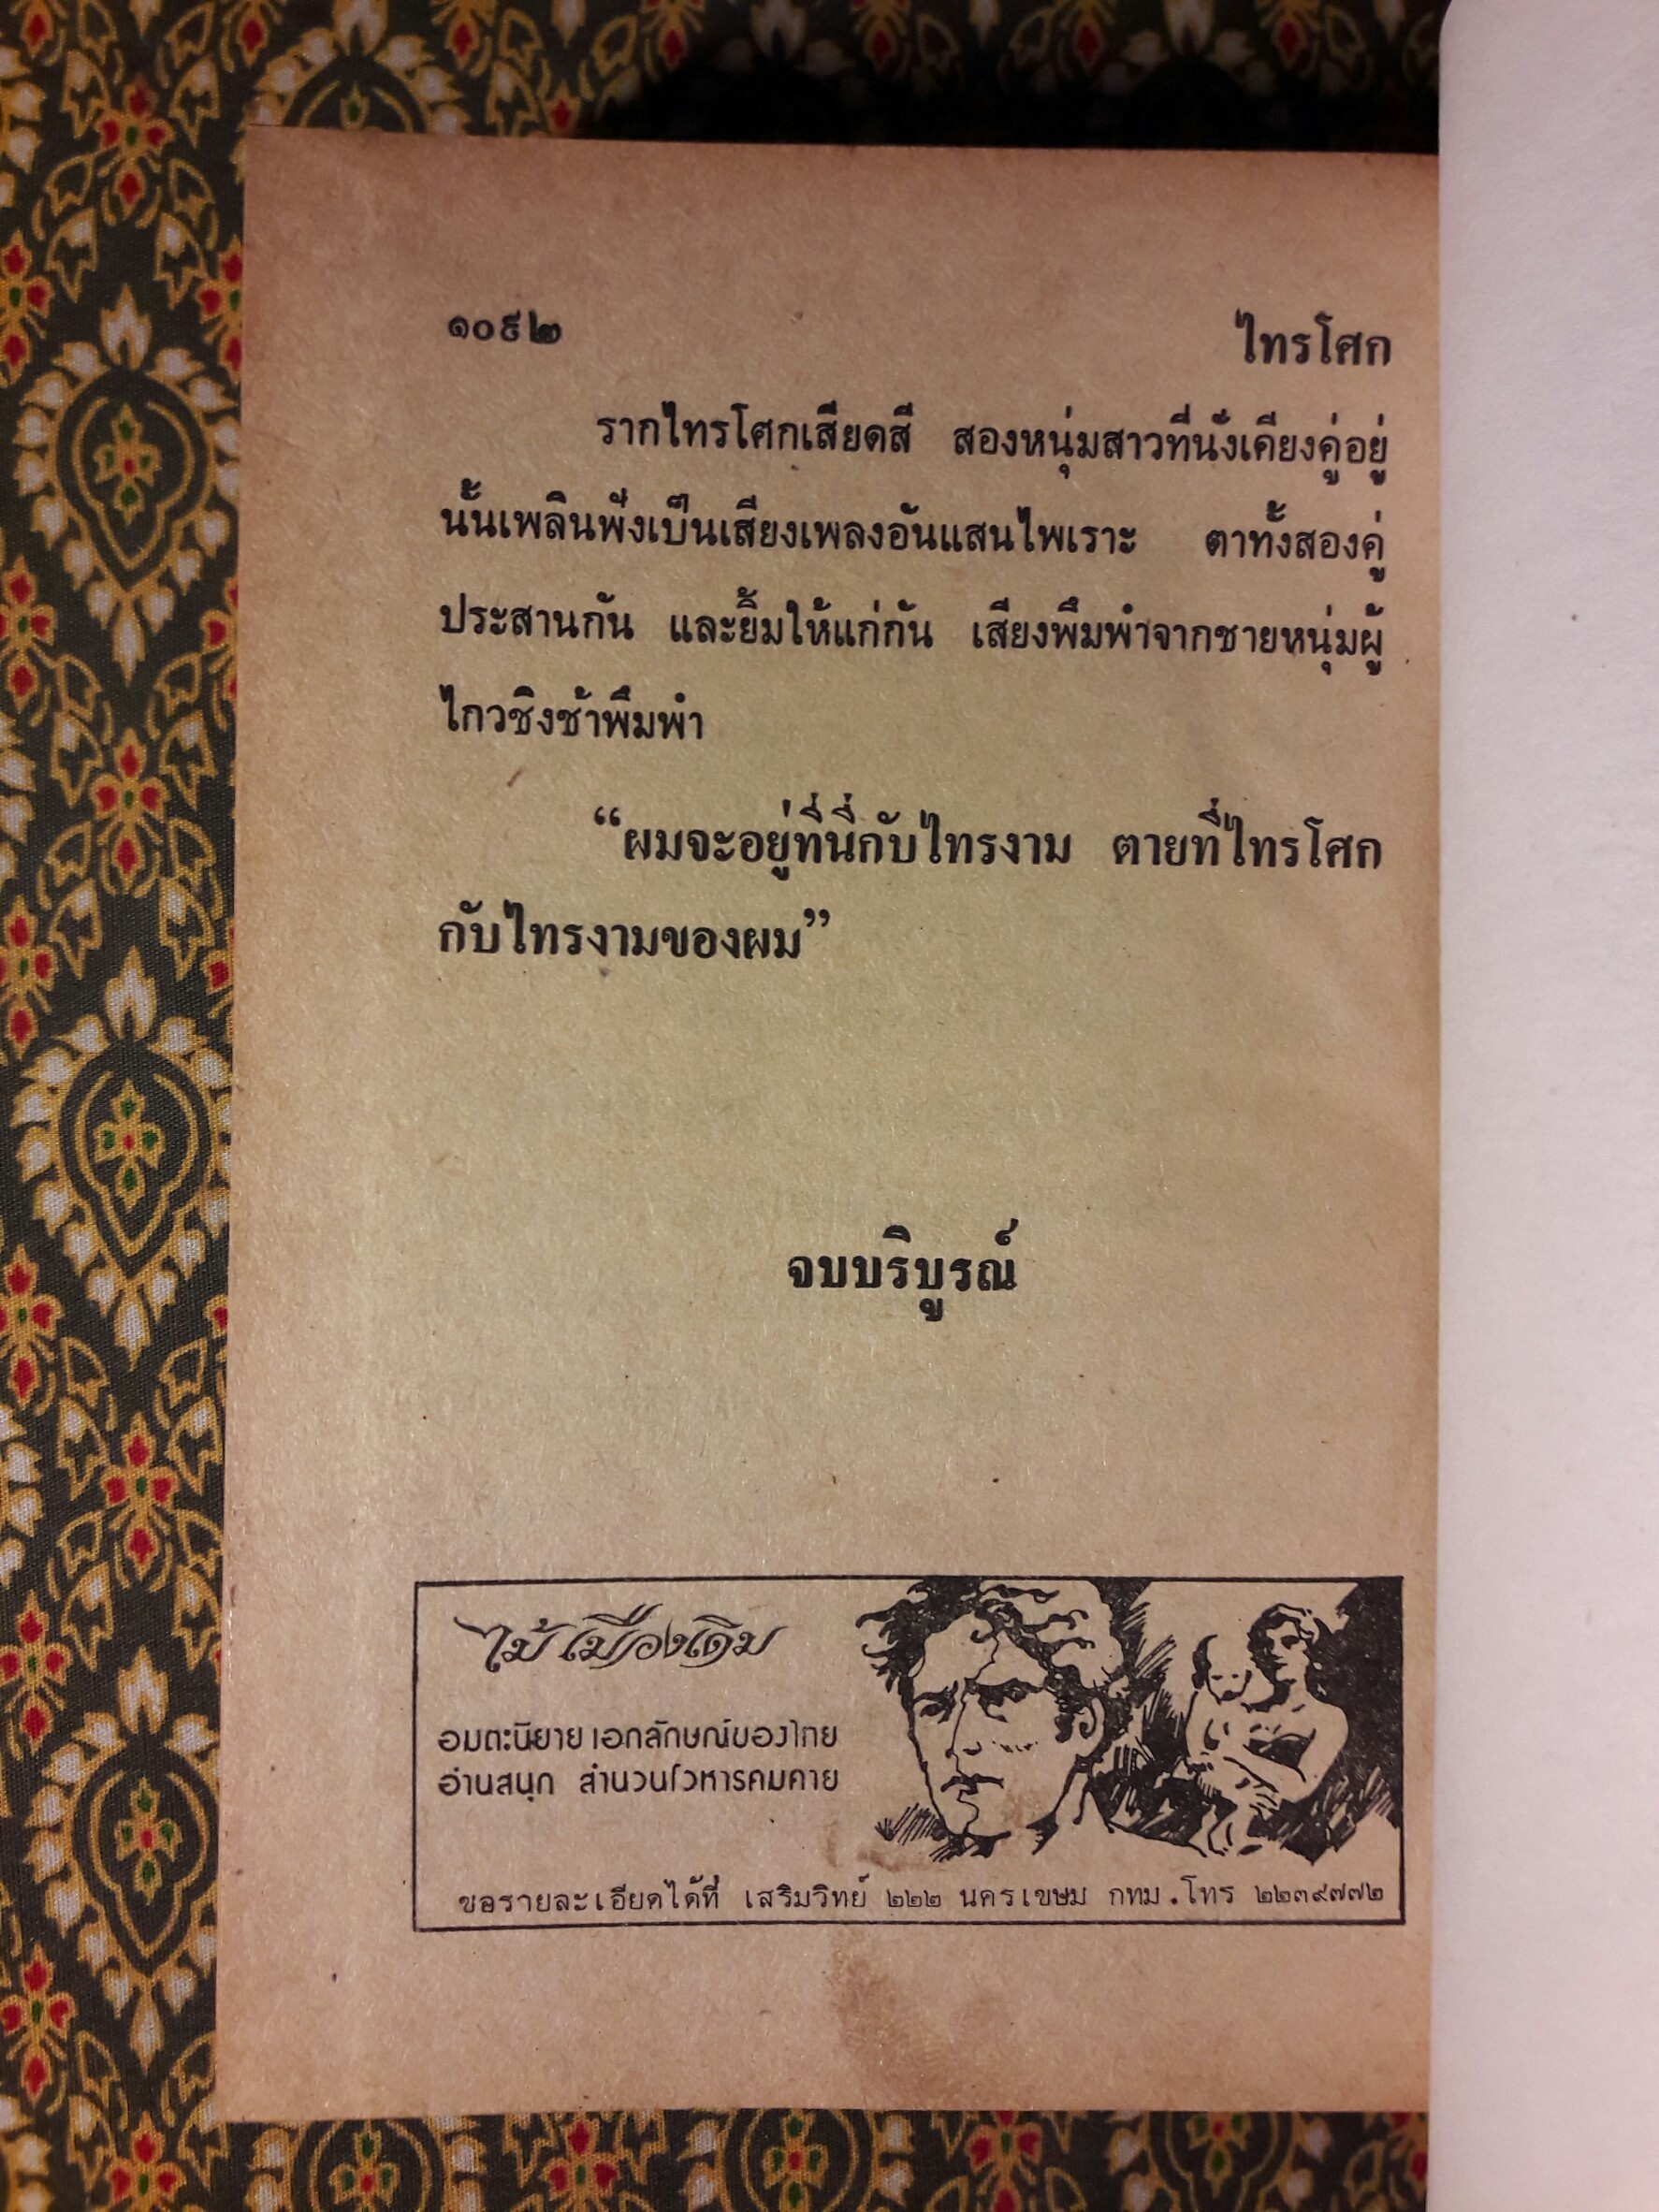 ๑๐๙๒
ไทรโศก
รากไทรโศกเสียดสี สองหนุ่มสาวที่นั่งเคียงคู่อยู่
นั้นเพลินฟังเป็นเสียงเพลงอันแสนไพเราะ ตาทั้งสองคู่
ประสานกัน และยิ้มให้แก่กัน เสียงพึมพำจากชายหนุ่มผู้
ไกวชิงช้าพึมพำ
“ผมจะอยู่ที่นี่กับไทรงาม ตายที่ไทรโศก
กับไทรงามของผม”
จบบริบูรณ์
ไม้ เมืองเดิม
อมตะนิยาย เอกลักษณ์ของไทย
อ่านสนุก สำนวนโวหารคมคาย
ขอรายละเอียดได้ที่ เสริมวิทย์ ๒๒๒ นครเขษม กทม. โทร ๒๒๓๙๗๗๒